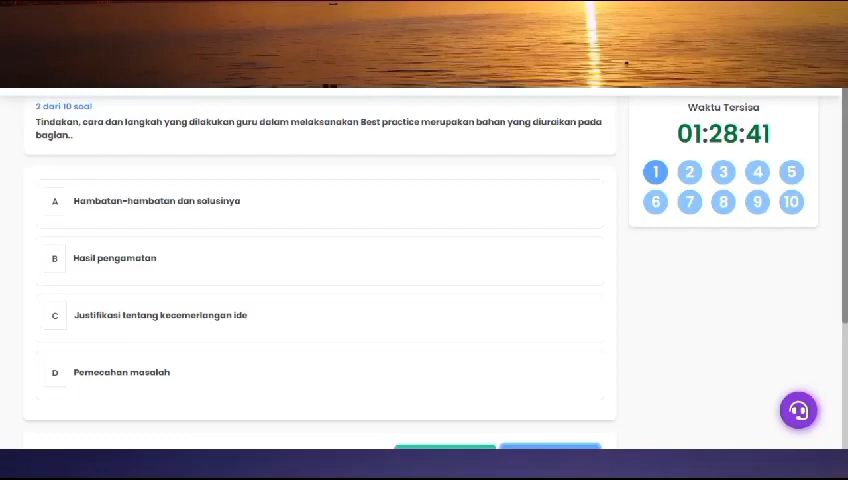 2 dari 10 soal
Tindakan, cara dan langkah yang dilakukan guru dalam melaksanakan Best practice merupakan bahan yang diuraikan pada
bagian..
A Hambatan-hambatan dan solusinya
B Hasil pengamatan
C Justifikasi tentang kecemerlangan ide
D Pemecahan masalah
Waktu Tersisa
01:28:41
1 2 3 4 5
6 7 8 9 10